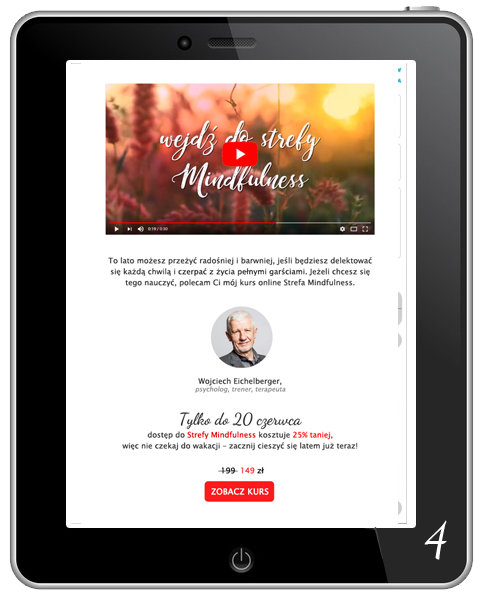 wejdź do strefy
Mindfulness
0:19 / 0:30
To lato możesz przeżyć radośniej i barwniej, jeśli będziesz delektować
się każdą chwilą i czerpać z życia pełnymi garściami. Jeżeli chcesz się
tego nauczyć, polecam Ci mój kurs online Strefa Mindfulness.
Wojciech Eichelberger,
psycholog, trener, terapeuta
Tylko do 20 czerwca
dostęp do Strefy Mindfulness kosztuje 25% taniej,
więc nie czekaj do wakacji - zacznij cieszyć się latem już teraz!
199 149 zł
ZOBACZ KURS
4